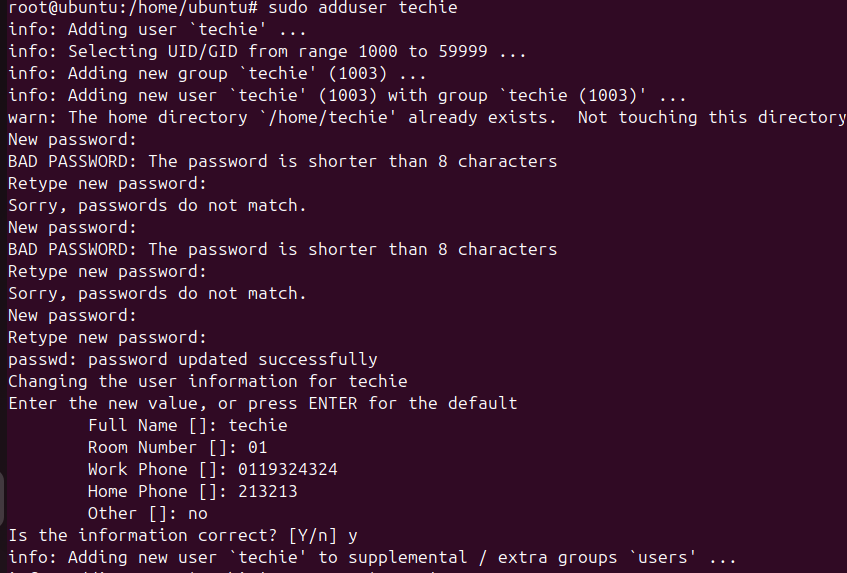 root@ubuntu:/home/ubuntu# sudo adduser techie
info: Adding user `techie' ...
info: Selecting UID/GID from range 1000 to 59999 ...
info: Adding new group `techie' (1003) ...
info: Adding new user `techie' (1003) with group `techie (1003)' ...
warn: The home directory `/home/techie' already exists.  Not touching this directory
New password:
BAD PASSWORD: The password is shorter than 8 characters
Retype new password:
Sorry, passwords do not match.
New password:
BAD PASSWORD: The password is shorter than 8 characters
Retype new password:
Sorry, passwords do not match.
New password:
Retype new password:
passwd: password updated successfully
Changing the user information for techie
Enter the new value, or press ENTER for the default
        Full Name []: techie
        Room Number []: 01
        Work Phone []: 0119324324
        Home Phone []: 213213
        Other []: no
Is the information correct? [Y/n] y
info: Adding new user `techie' to supplemental / extra groups `users' ...